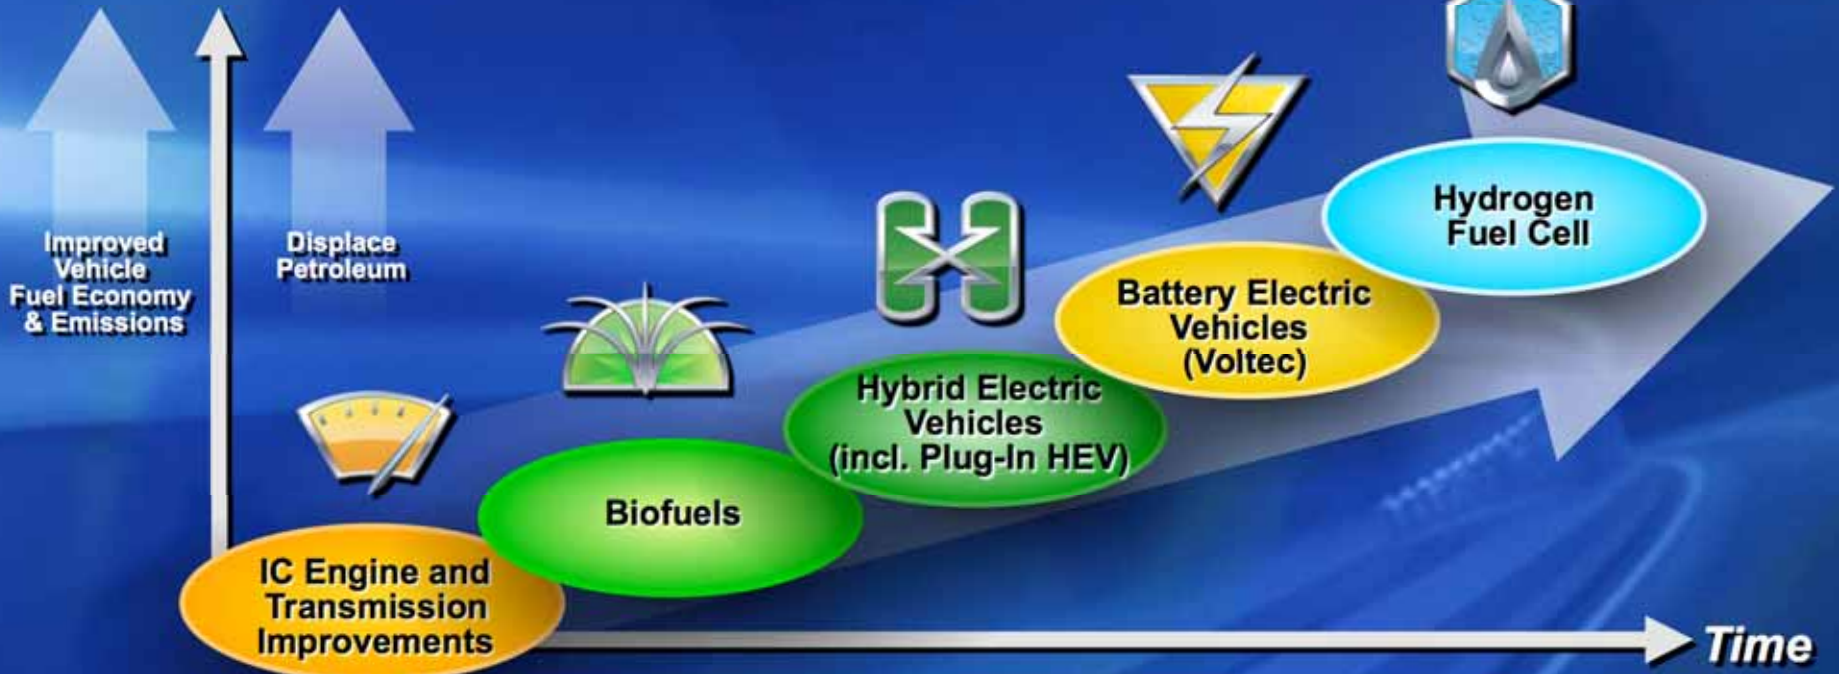 Improved
Vehicle
Fuel Economy
& Emissions
Displace
Petroleum
IC Engine and
Transmission
Improvements
Biofuels
Hybrid Electric
Vehicles
(incl. Plug-In HEV)
Battery Electric
Vehicles
(Voltec)
Hydrogen
Fuel Cell
Time